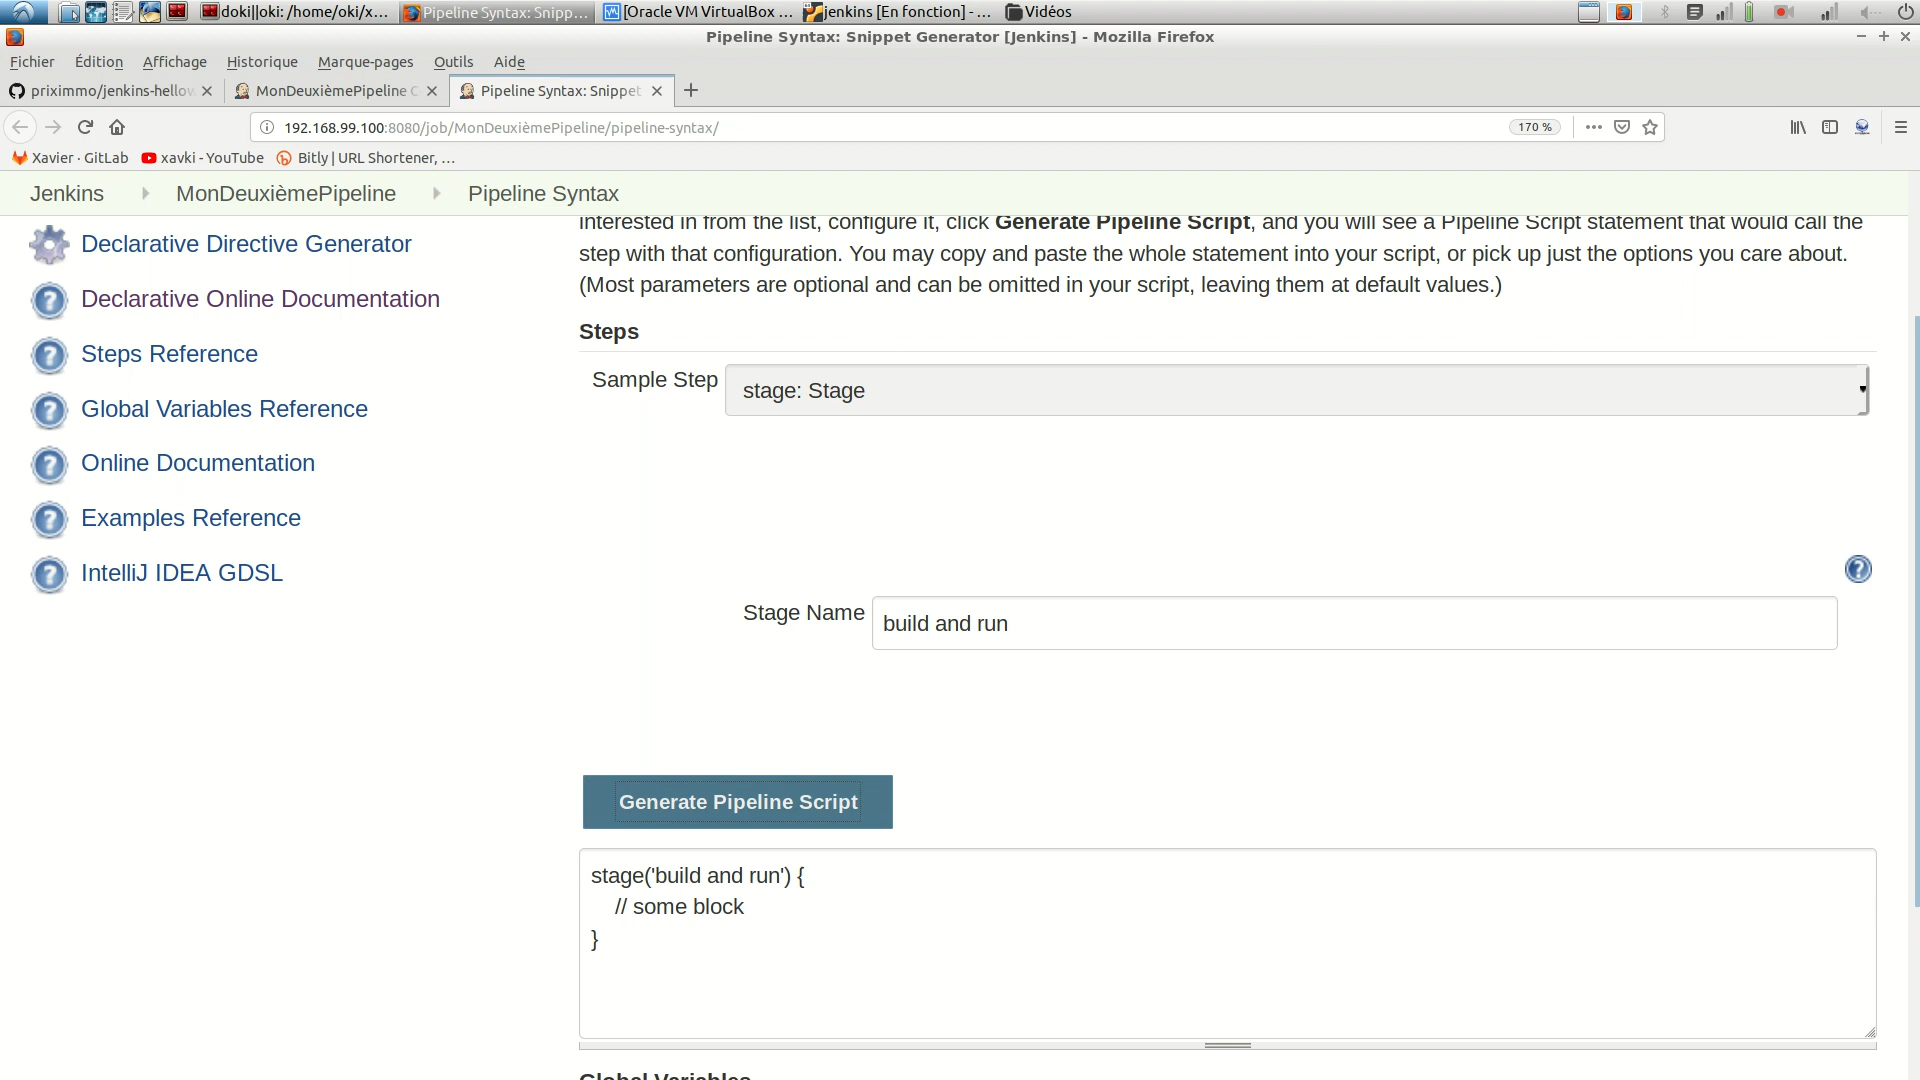 doki||oki: /home/oki/x...
Pipeline Syntax: Snipp...
[Oracle VM VirtualBox ...
jenkins [En fonction] - ...
Vidéos
Pipeline Syntax: Snippet Generator [Jenkins] - Mozilla Firefox
Fichier Édition Affichage Historique Marque-pages Outils Aide
priximmo/jenkins-hellow
MonDeuxièmePipeline C
Pipeline Syntax: Snippet
192.168.99.100:8080/job/MonDeuxièmePipeline/pipeline-syntax/
170 %
Xavier · GitLab
xavki - YouTube
Bitly | URL Shortener, ...
Jenkins
MonDeuxièmePipeline
Pipeline Syntax
Declarative Directive Generator
Declarative Online Documentation
Steps Reference
Global Variables Reference
Online Documentation
Examples Reference
IntelliJ IDEA GDSL
interested in from the list, configure it, click Generate Pipeline Script, and you will see a Pipeline Script statement that would call the
step with that configuration. You may copy and paste the whole statement into your script, or pick up just the options you care about.
(Most parameters are optional and can be omitted in your script, leaving them at default values.)
Steps
Sample Step
stage: Stage
Stage Name
build and run
Generate Pipeline Script
stage('build and run') {
// some block
}
Global Variables